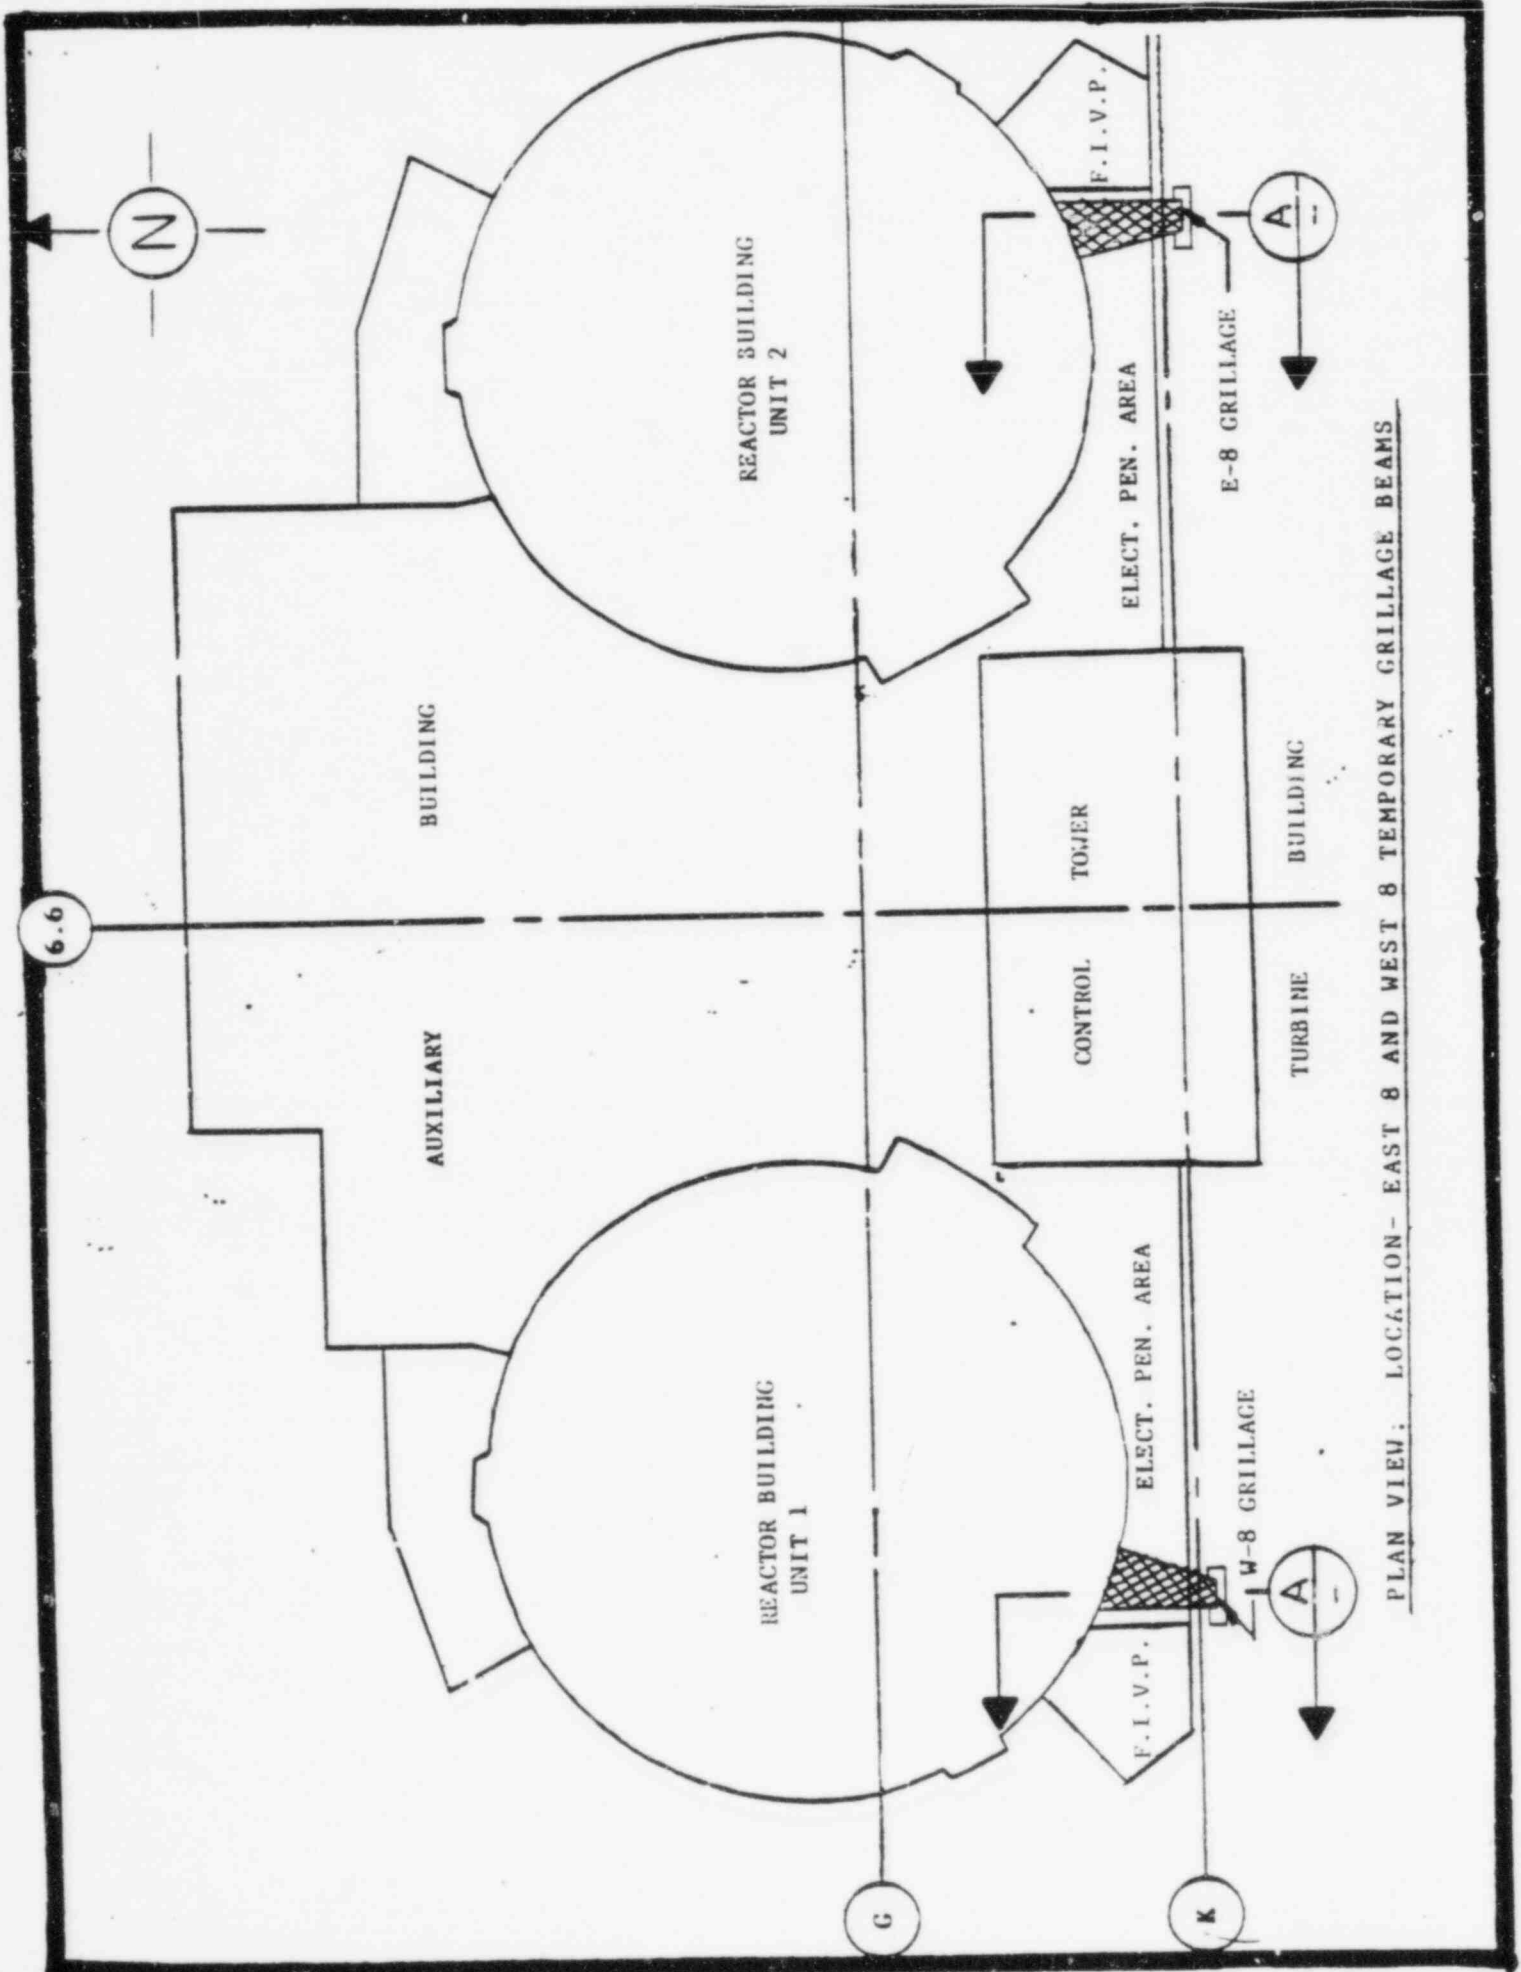 N
6.6
AUXILIARY BUILDING
REACTOR BUILDING
UNIT 1
REACTOR BUILDING
UNIT 2
G
CONTROL TOWER
F.I.V.P.
ELECT. PEN. AREA
ELECT. PEN. AREA
F.I.V.P.
K
W-8 GRILLAGE
E-8 GRILLAGE
TURBINE BUILDING
A
A
PLAN VIEW: LOCATION- EAST 8 AND WEST 8 TEMPORARY GRILLAGE BEAMS